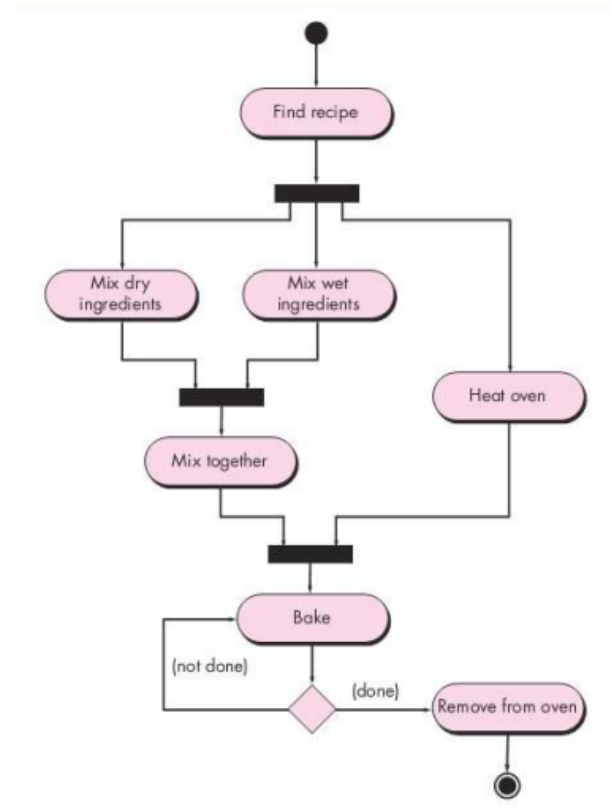 Find recipe
Mix dry
ingredients
Mix wet
ingredients
Heat oven
Mix together
Bake
(not done)
(done)
Remove from oven